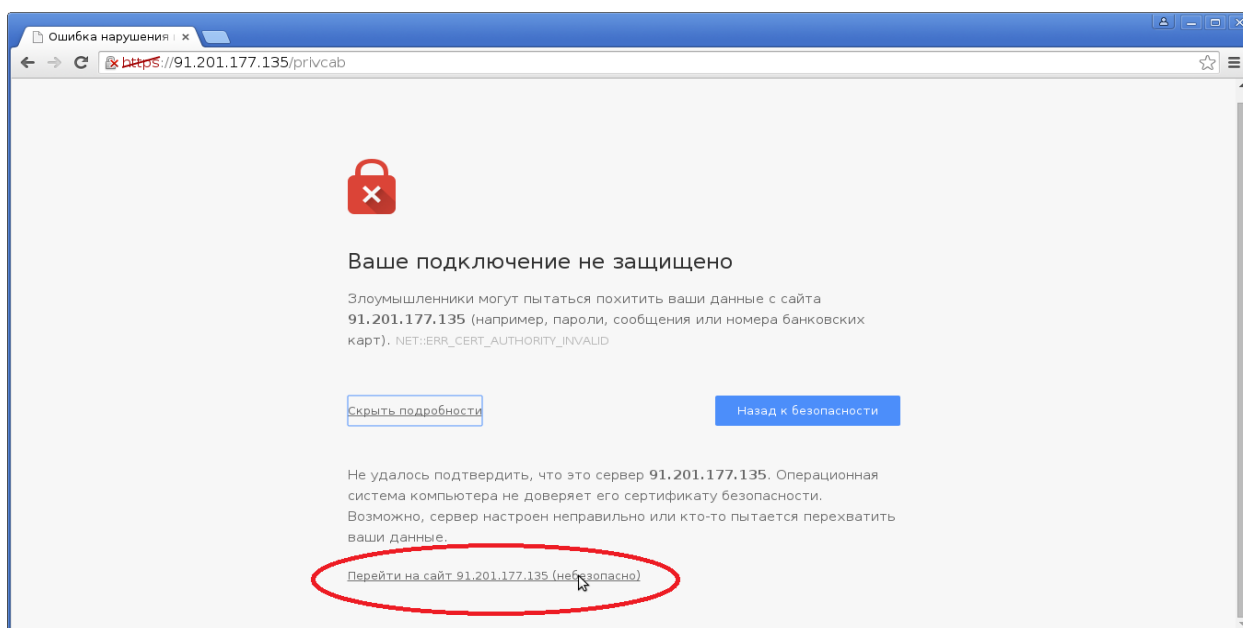 Ошибка нарушения
https://91.201.177.135/privcab
Ваше подключение не защищено
Злоумышленники могут пытаться похитить ваши данные с сайта
91.201.177.135 (например, пароли, сообщения или номера банковских
карт). NET::ERR_CERT_AUTHORITY_INVALID
Скрыть подробности
Назад к безопасности
Не удалось подтвердить, что это сервер 91.201.177.135. Операционная
система компьютера не доверяет его сертификату безопасности.
Возможно, сервер настроен неправильно или кто-то пытается перехватить
ваши данные.
Перейти на сайт 91.201.177.135 (небезопасно)